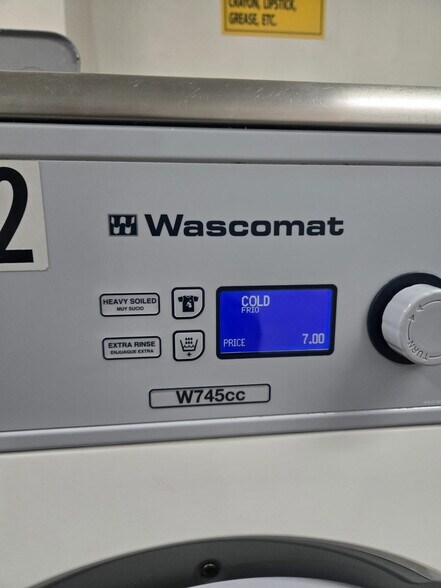 CRAYON, LIPSTICK,
GREASE, ETC.
2
Wascomat
HEAVY SOILED
MUY SUCIO
COLD
FRIO
EXTRA RINSE
ENJUAGUE EXTRA
PRICE 7.00
TURN
W745cc